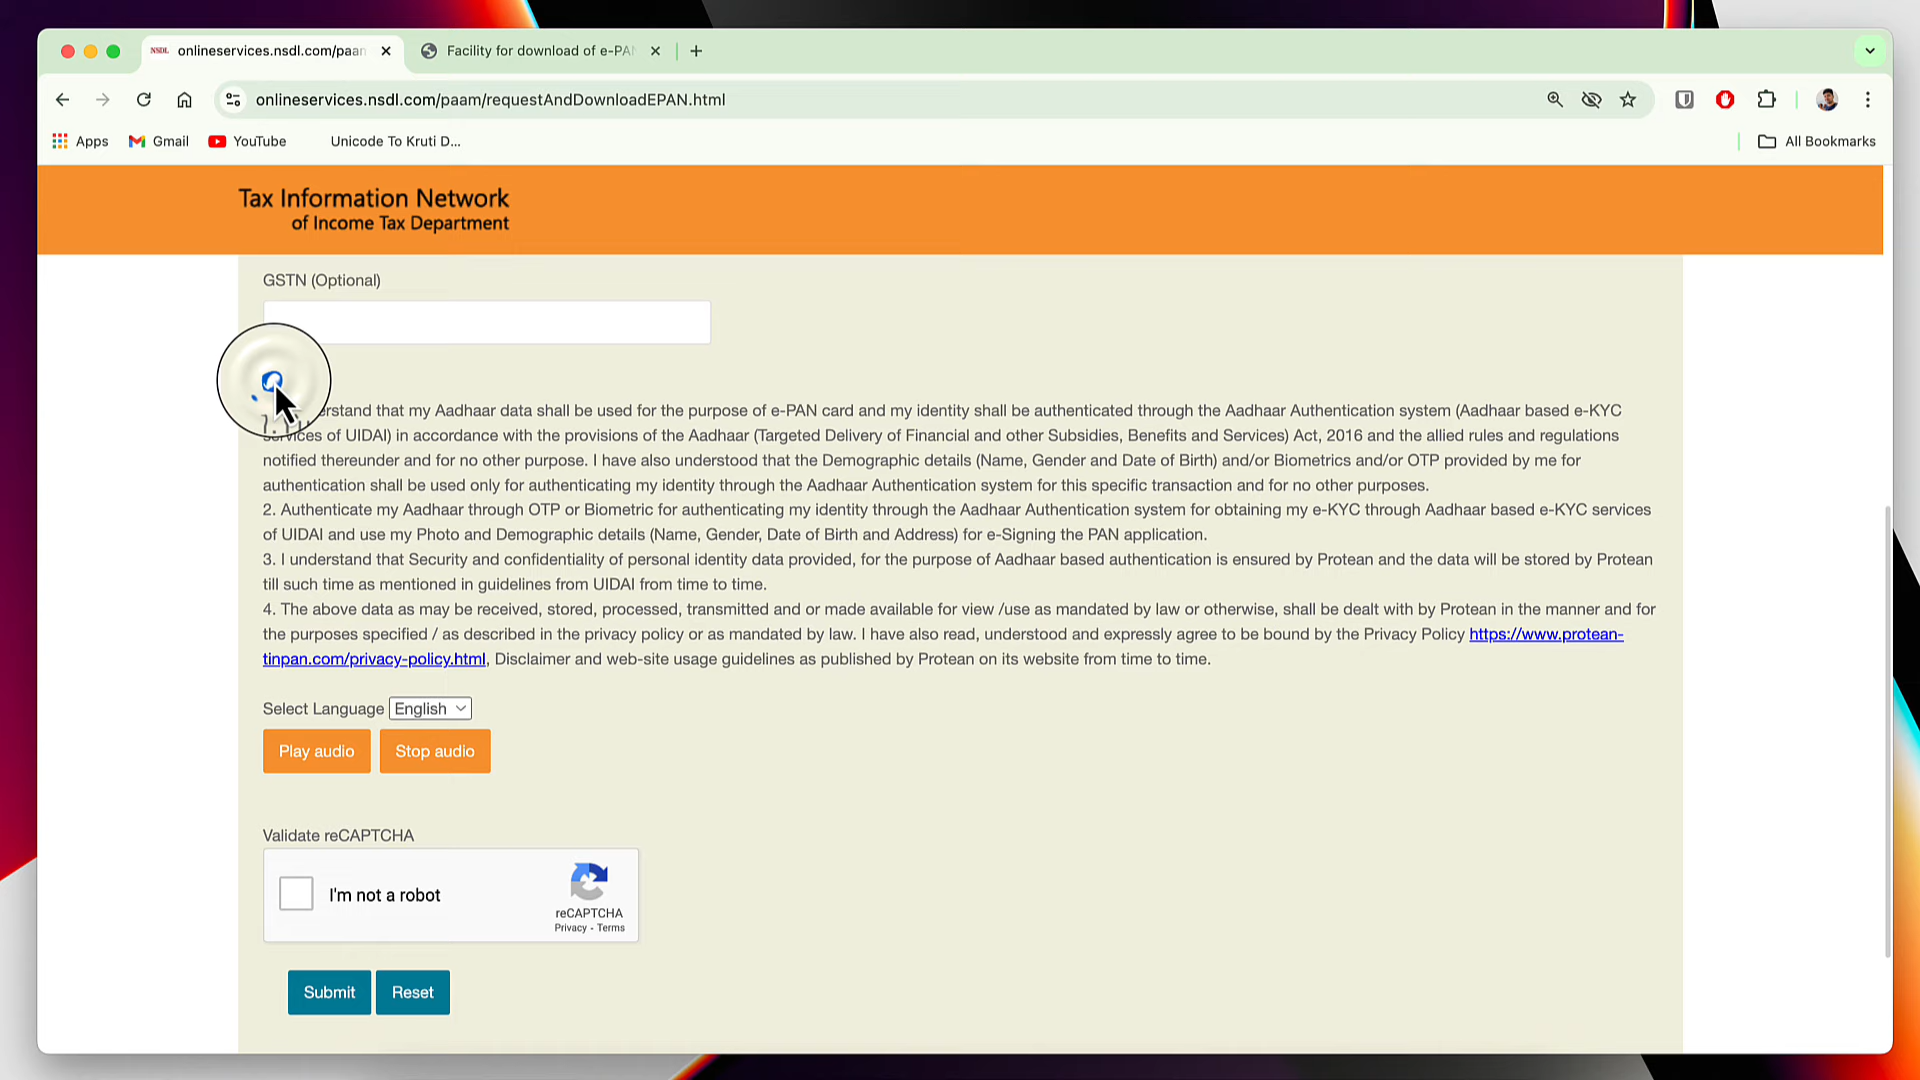 NSDL onlineservices.nsdl.com/paam
Facility for download of e-PAN
onlineservices.nsdl.com/paam/requestAndDownloadEPAN.html
Apps Gmail YouTube Unicode To Kruti D... All Bookmarks
Tax Information Network
of Income Tax Department
GSTN (Optional)
that my Aadhaar data shall be used for the purpose of e-PAN card and my identity shall be authenticated through the Aadhaar Authentication system (Aadhaar based e-KYC
services of UIDAI) in accordance with the provisions of the Aadhaar (Targeted Delivery of Financial and other Subsidies, Benefits and Services) Act, 2016 and the allied rules and regulations
notified thereunder and for no other purpose. I have also understood that the Demographic details (Name, Gender and Date of Birth) and/or Biometrics and/or OTP provided by me for
authentication shall be used only for authenticating my identity through the Aadhaar Authentication system for this specific transaction and for no other purposes.
2. Authenticate my Aadhaar through OTP or Biometric for authenticating my identity through the Aadhaar Authentication system for obtaining my e-KYC through Aadhaar based e-KYC services
of UIDAI and use my Photo and Demographic details (Name, Gender, Date of Birth and Address) for e-Signing the PAN application.
3. I understand that Security and confidentiality of personal identity data provided, for the purpose of Aadhaar based authentication is ensured by Protean and the data will be stored by Protean
till such time as mentioned in guidelines from UIDAI from time to time.
4. The above data as may be received, stored, processed, transmitted and or made available for view /use as mandated by law or otherwise, shall be dealt with by Protean in the manner and for
the purposes specified / as described in the privacy policy or as mandated by law. I have also read, understood and expressly agree to be bound by the Privacy Policy https://www.protean-
tinpan.com/privacy-policy.html, Disclaimer and web-site usage guidelines as published by Protean on its website from time to time.
Select Language English
Play audio Stop audio
Validate reCAPTCHA
I'm not a robot
reCAPTCHA
Privacy - Terms
Submit Reset